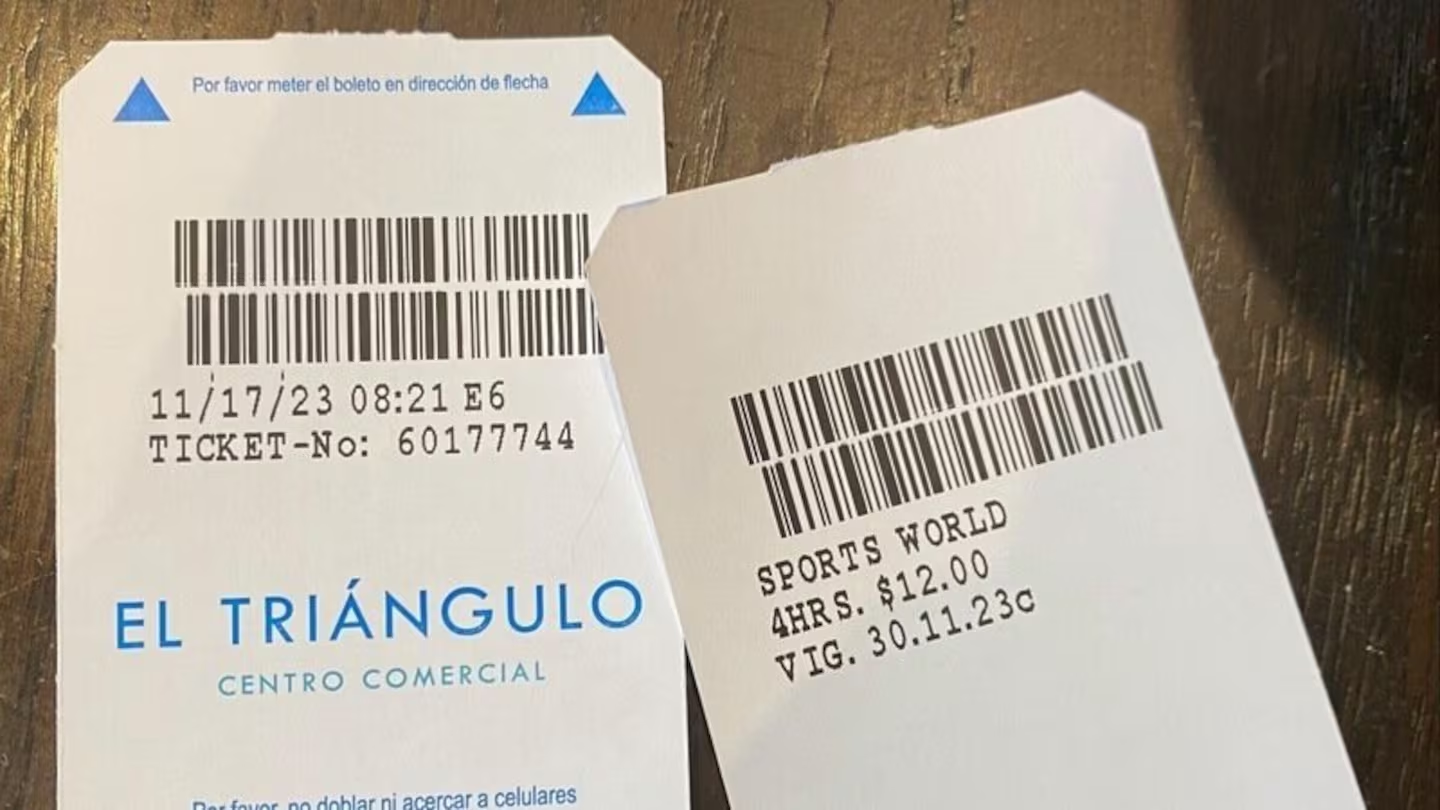 Por favor meter el boleto en dirección de flecha
11/17/23 08:21 E6
TICKET-No: 60177744
EL TRIÁNGULO
CENTRO COMERCIAL
Por favor, no doblar ni acercar a celulares
SPORTS WORLD
4HRS. $12.00
VIG. 30.11.23c